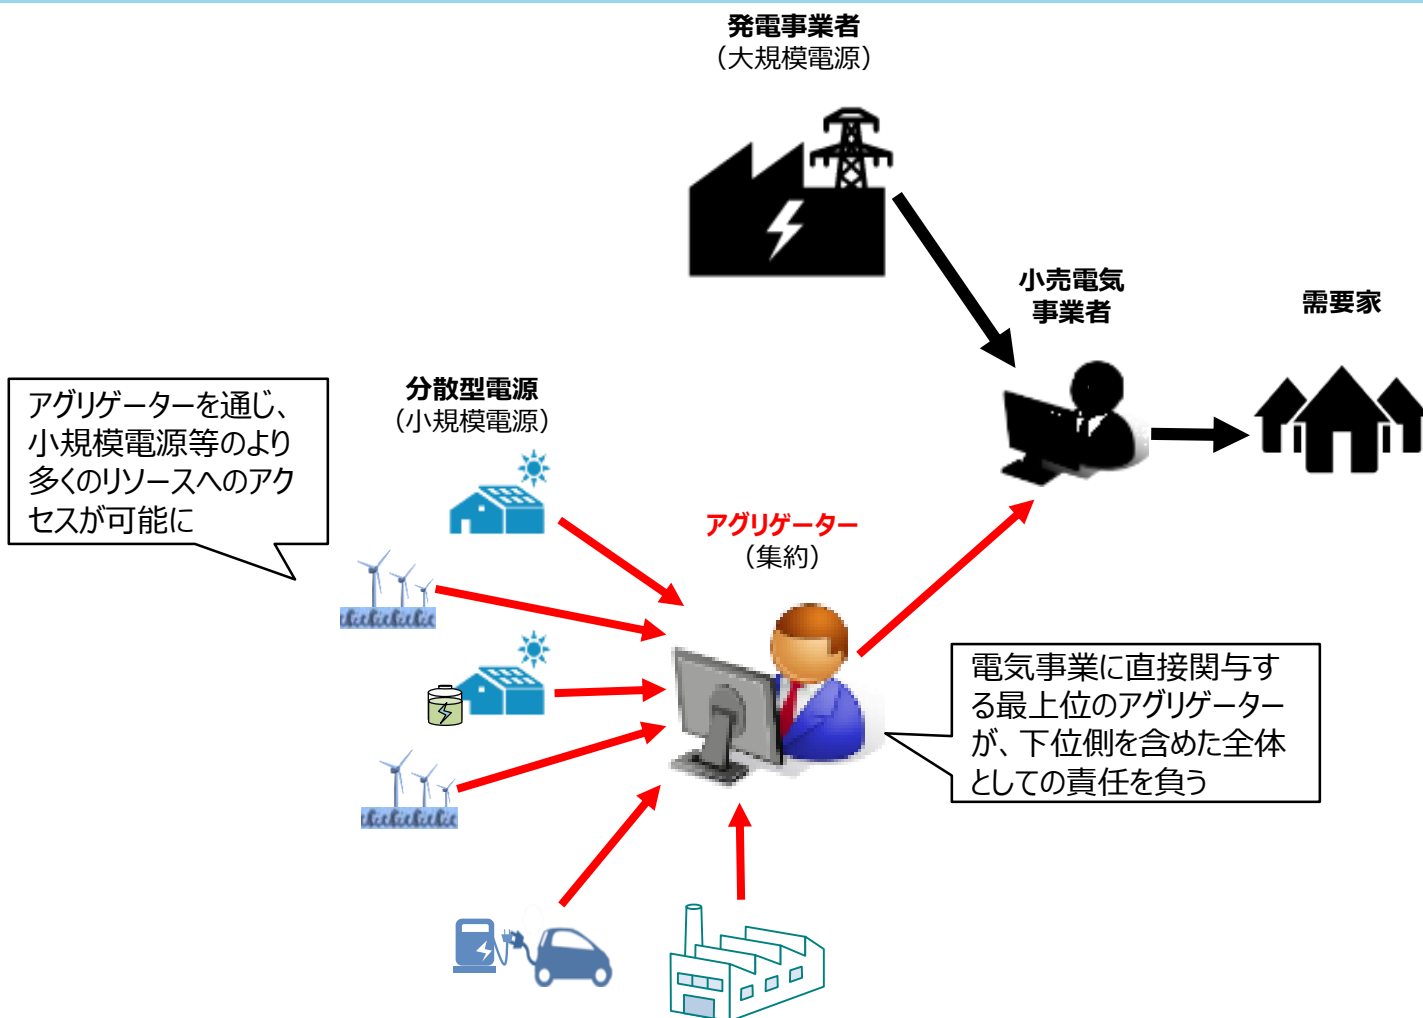 発電事業者
（大規模電源）
小売電気
事業者
需要家
アグリゲーターを通じ、
小規模電源等のより
多くのリソースへのアク
セスが可能に
分散型電源
（小規模電源）
アグリゲーター
（集約）
電気事業に直接関与す
る最上位のアグリゲーター
が、下位側を含めた全体
としての責任を負う